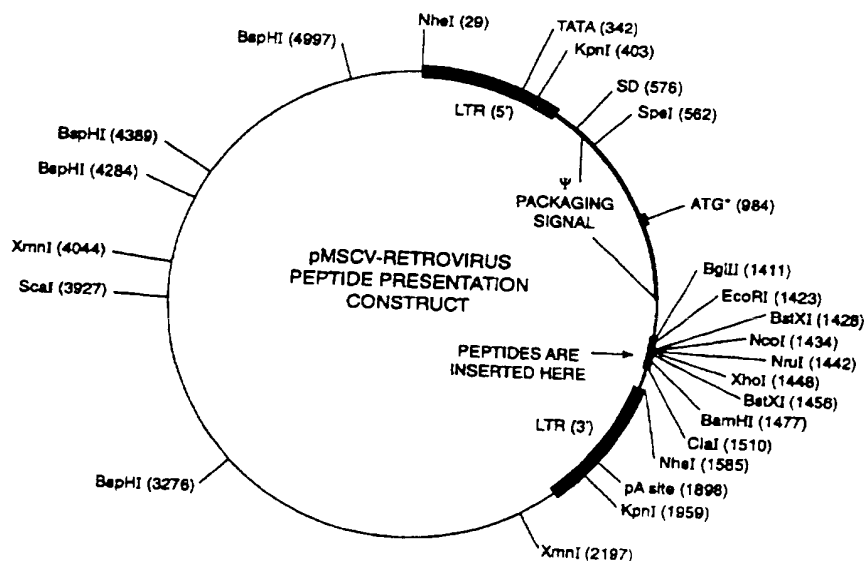 NheI (29)
TATA (342)
KpnI (403)
BspHI (4997)
SD (576)
SpeI (562)
LTR (5')
BspHI (4389)
BspHI (4284)
Ψ
PACKAGING
SIGNAL
ATG* (984)
XmnI (4044)
ScaI (3927)
pMSCV-RETROVIRUS
PEPTIDE PRESENTATION
CONSTRUCT
BglII (1411)
EcoRI (1423)
BstXI (1428)
NcoI (1434)
NruI (1442)
XhoI (1448)
BstXI (1456)
BamHI (1477)
ClaI (1510)
NheI (1585)
PEPTIDES ARE
INSERTED HERE
LTR (3')
pA site (1898)
KpnI (1959)
BspHI (3276)
XmnI (2197)